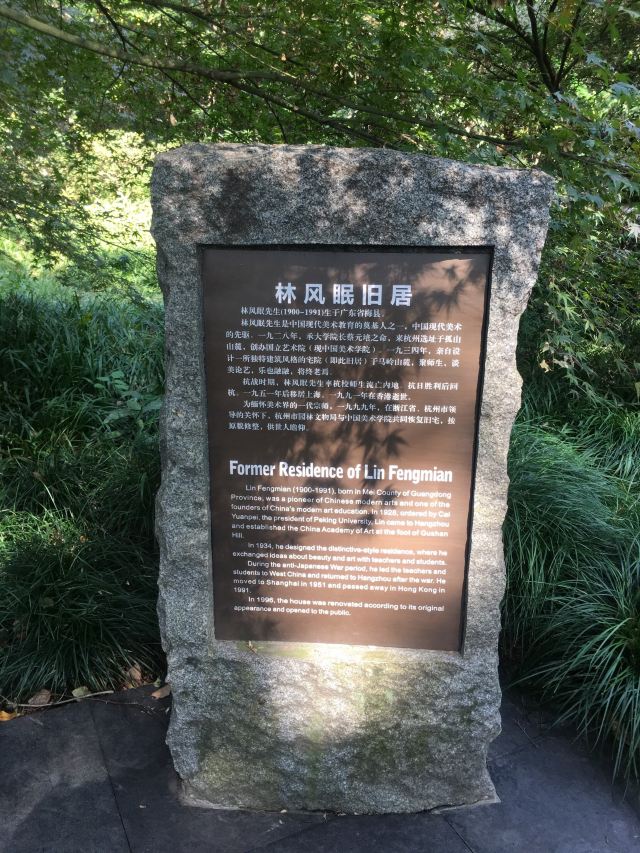 林风眠旧居
林风眠先生(1900-1991)生于广东省梅县。
林风眠先生是中国现代美术教育的奠基人之一，中国现代美术
的先驱。一九二八年，承大学院长蔡元培之命，来杭州选址于孤山
山麓，创办国立艺术院（现中国美术学院）。一九三四年，亲自设
计一所独特建筑风格的宅院（即此旧居）于马岭山麓，聚师生、谈
美论艺，乐也融融，将终老焉。
抗战时期，林风眠先生率杭校师生流亡内地。抗日胜利后回
杭。一九五一年后移居上海。一九九一年在香港逝世。
为缅怀美术界的一代宗师，一九九九年，在浙江省、杭州市领
导的关怀下，杭州市园林文物局与中国美术学院共同恢复旧宅，按
原貌修整，供世人瞻仰。
Former Residence of Lin Fengmian
Lin Fengmian (1900-1991), born in Mei County of Guangdong
Province, was a pioneer of Chinese modern arts and one of the
founders of China's modern art education. In 1928, ordered by Cai
Yuanpei, the president of Peking University, Lin came to Hangzhou
and established the China Academy of Art at the foot of Gushan
Hill.
In 1934, he designed the distinctive-style residence, where he
exchanged ideas about beauty and art with teachers and students.
During the anti-Japanese War period, he led the teachers and
students to West China and returned to Hangzhou after the war. He
moved to Shanghai in 1951 and passed away in Hong Kong in
1991.
In 1996, the house was renovated according to its original
appearance and opened to the public.